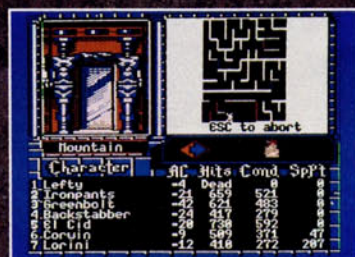 ESC to abort
Mountain
Character AC Hits Cond SpPt
1 Lefty -4 Dead 0 0
2 Ironpants -21 659 521 0
3 Greenbolt -42 621 483 0
4.Backstabber -24 417 279 0
5 El Cid -20 730 592 0
6.Corwin -9 509 371 47
7 Lorini -12 410 272 207